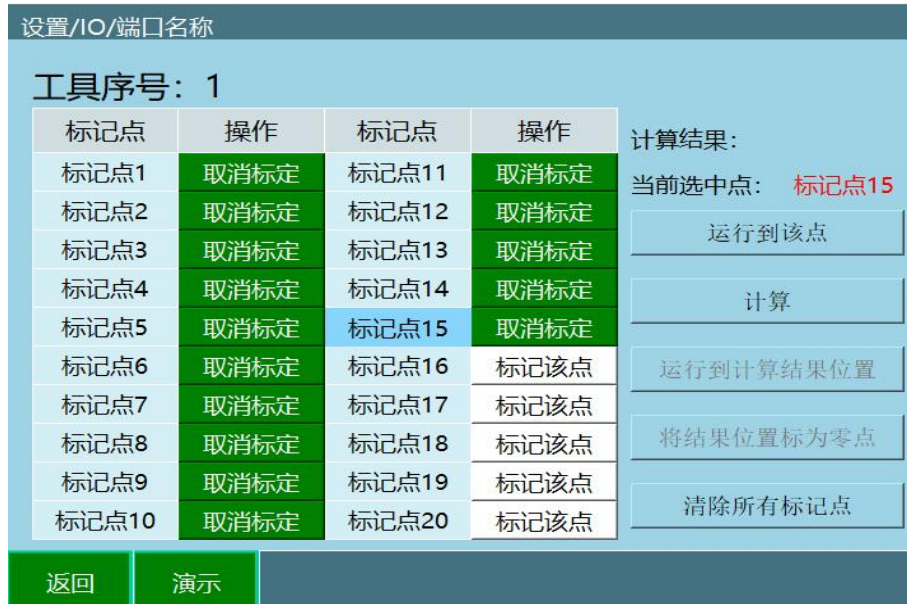 设置/IO/端口名称
工具序号：1
标记点 操作 标记点 操作
标记点1 取消标定 标记点11 取消标定
标记点2 取消标定 标记点12 取消标定
标记点3 取消标定 标记点13 取消标定
标记点4 取消标定 标记点14 取消标定
标记点5 取消标定 标记点15 取消标定
标记点6 取消标定 标记点16 标记该点
标记点7 取消标定 标记点17 标记该点
标记点8 取消标定 标记点18 标记该点
标记点9 取消标定 标记点19 标记该点
标记点10 取消标定 标记点20 标记该点
计算结果：
当前选中点： 标记点15
运行到该点
计算
运行到计算结果位置
将结果位置标为零点
清除所有标记点
返回 演示